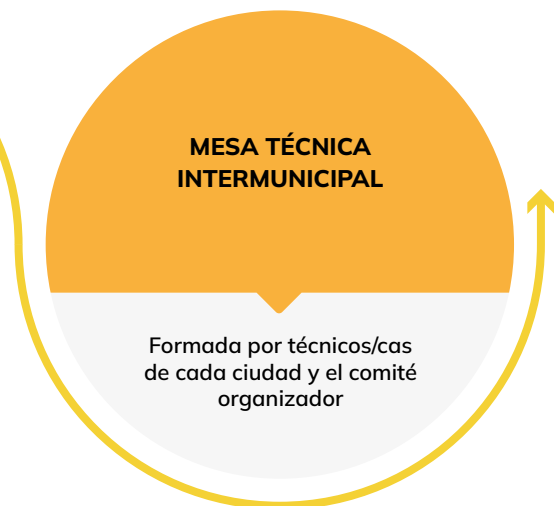 MESA TÉCNICA
INTERMUNICIPAL
Formada por técnicos/cas
de cada ciudad y el comité
organizador